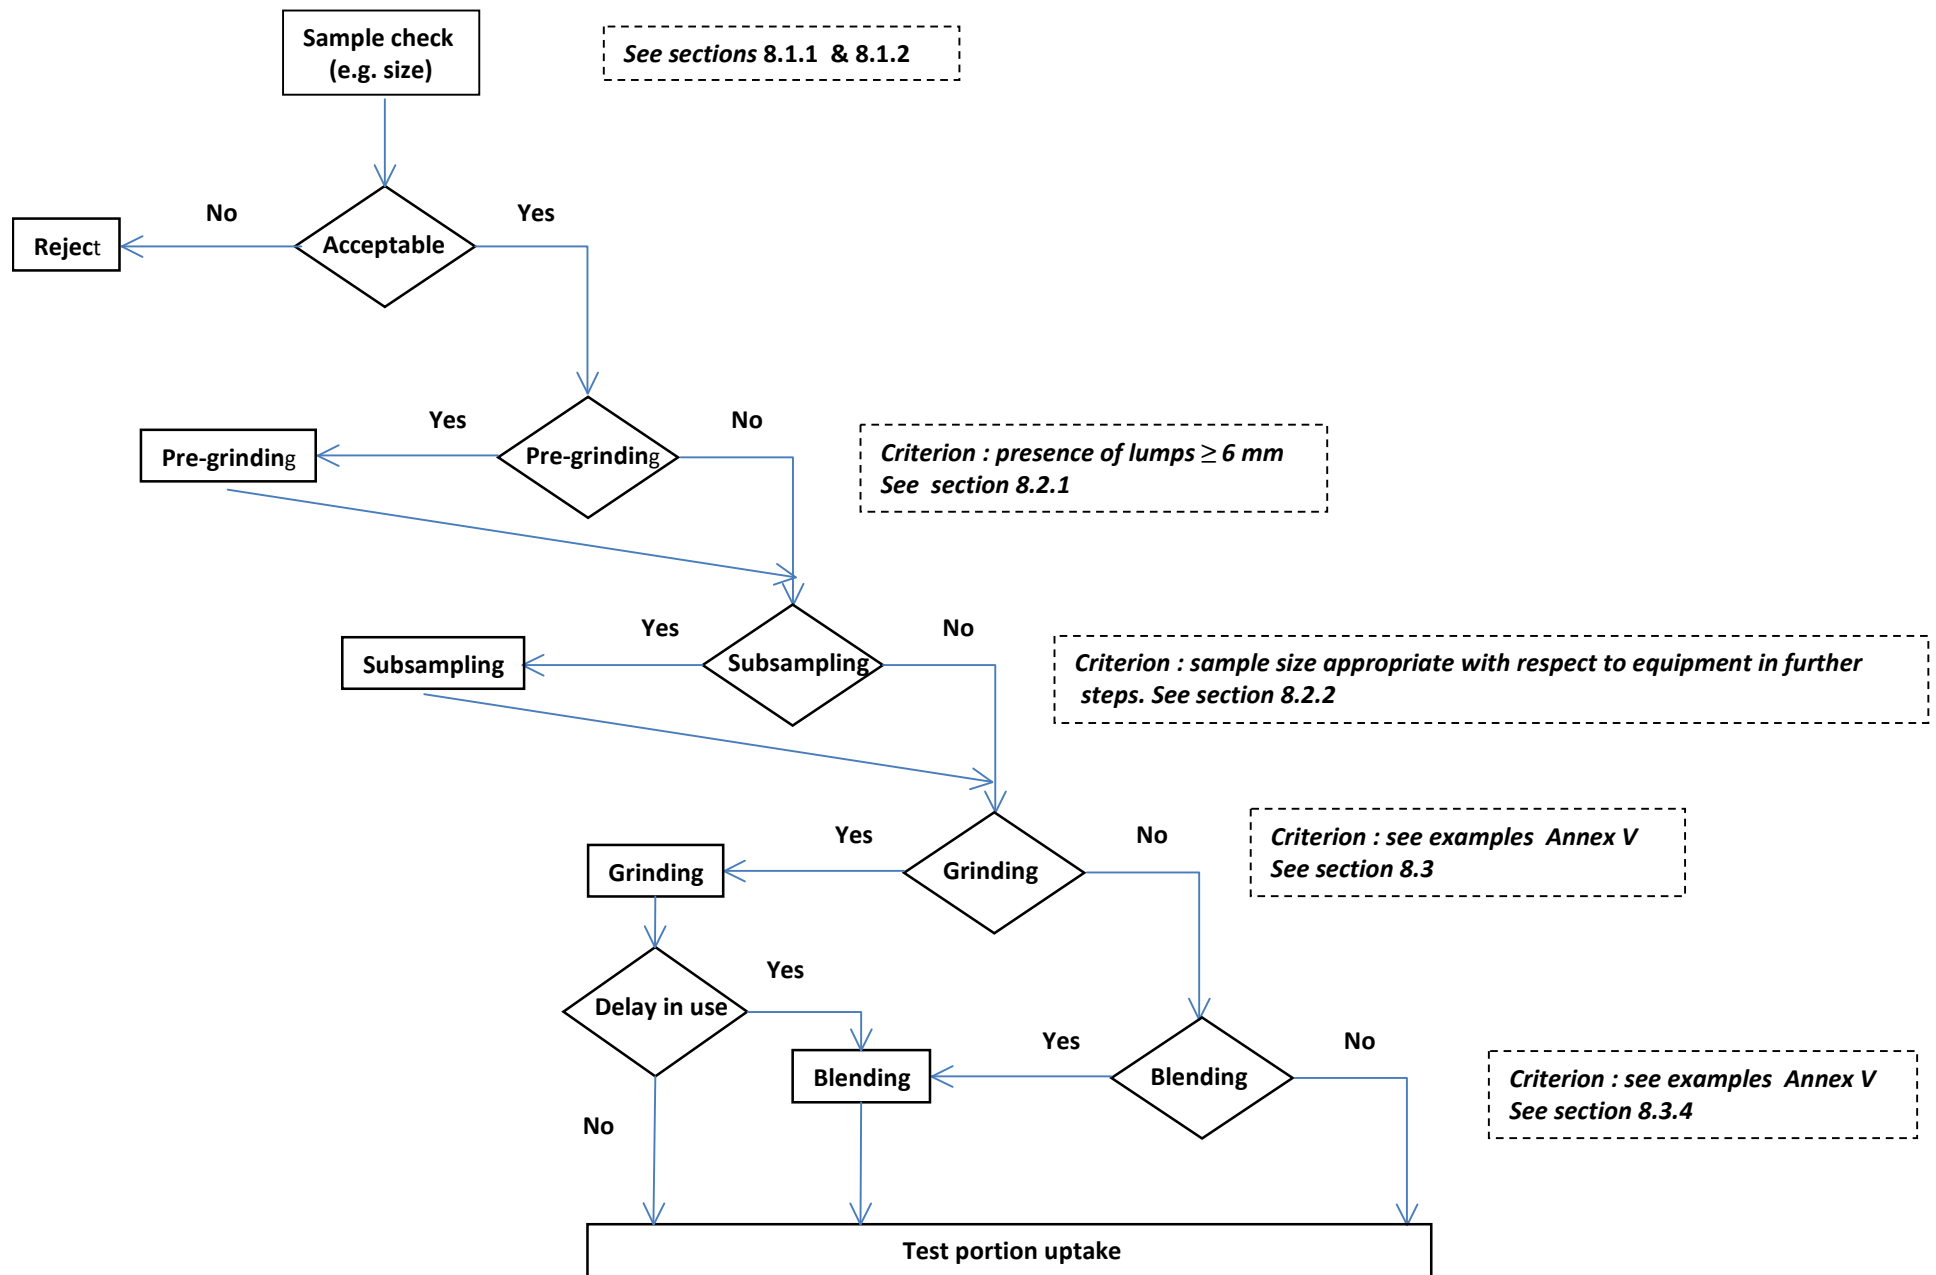 Sample check
(e.g. size)
See sections 8.1.1 & 8.1.2
No
Yes
Reject
Acceptable
Yes
No
Pre-grinding
Pre-grinding
Criterion : presence of lumps ≥ 6 mm
See section 8.2.1
Yes
No
Subsampling
Subsampling
Criterion : sample size appropriate with respect to equipment in further
steps. See section 8.2.2
Yes
No
Grinding
Grinding
Criterion : see examples Annex V
See section 8.3
Yes
Delay in use
Yes
No
Blending
Blending
Criterion : see examples Annex V
See section 8.3.4
No
Test portion uptake